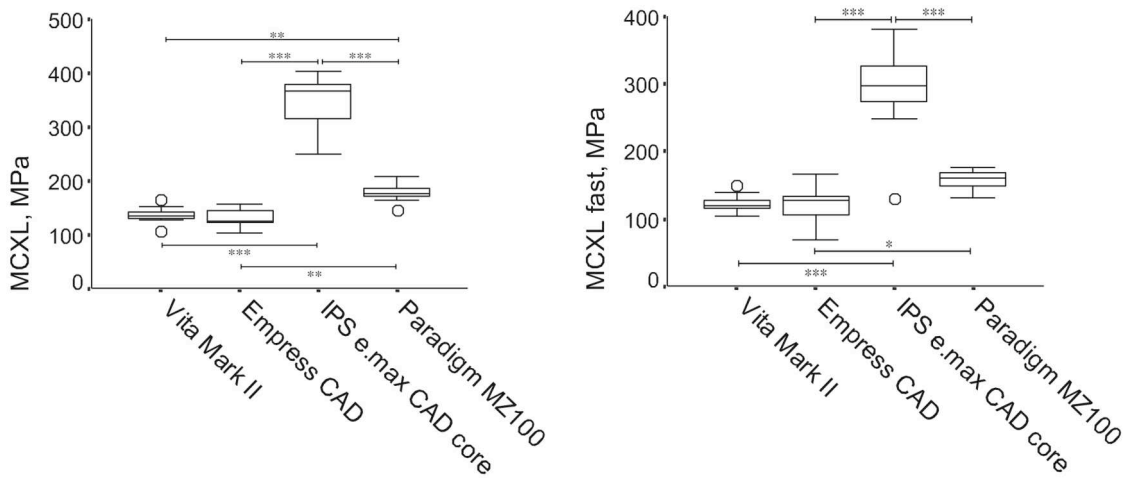 MCXL, MPa
500
400
300
200
100
0
**
***
***
***
**
Vita Mark II
Empress CAD
IPS e.max CAD core
Paradigm MZ100
MCXL fast, MPa
400
300
200
100
0
***
***
*
***
Vita Mark II
Empress CAD
IPS e.max CAD core
Paradigm MZ100